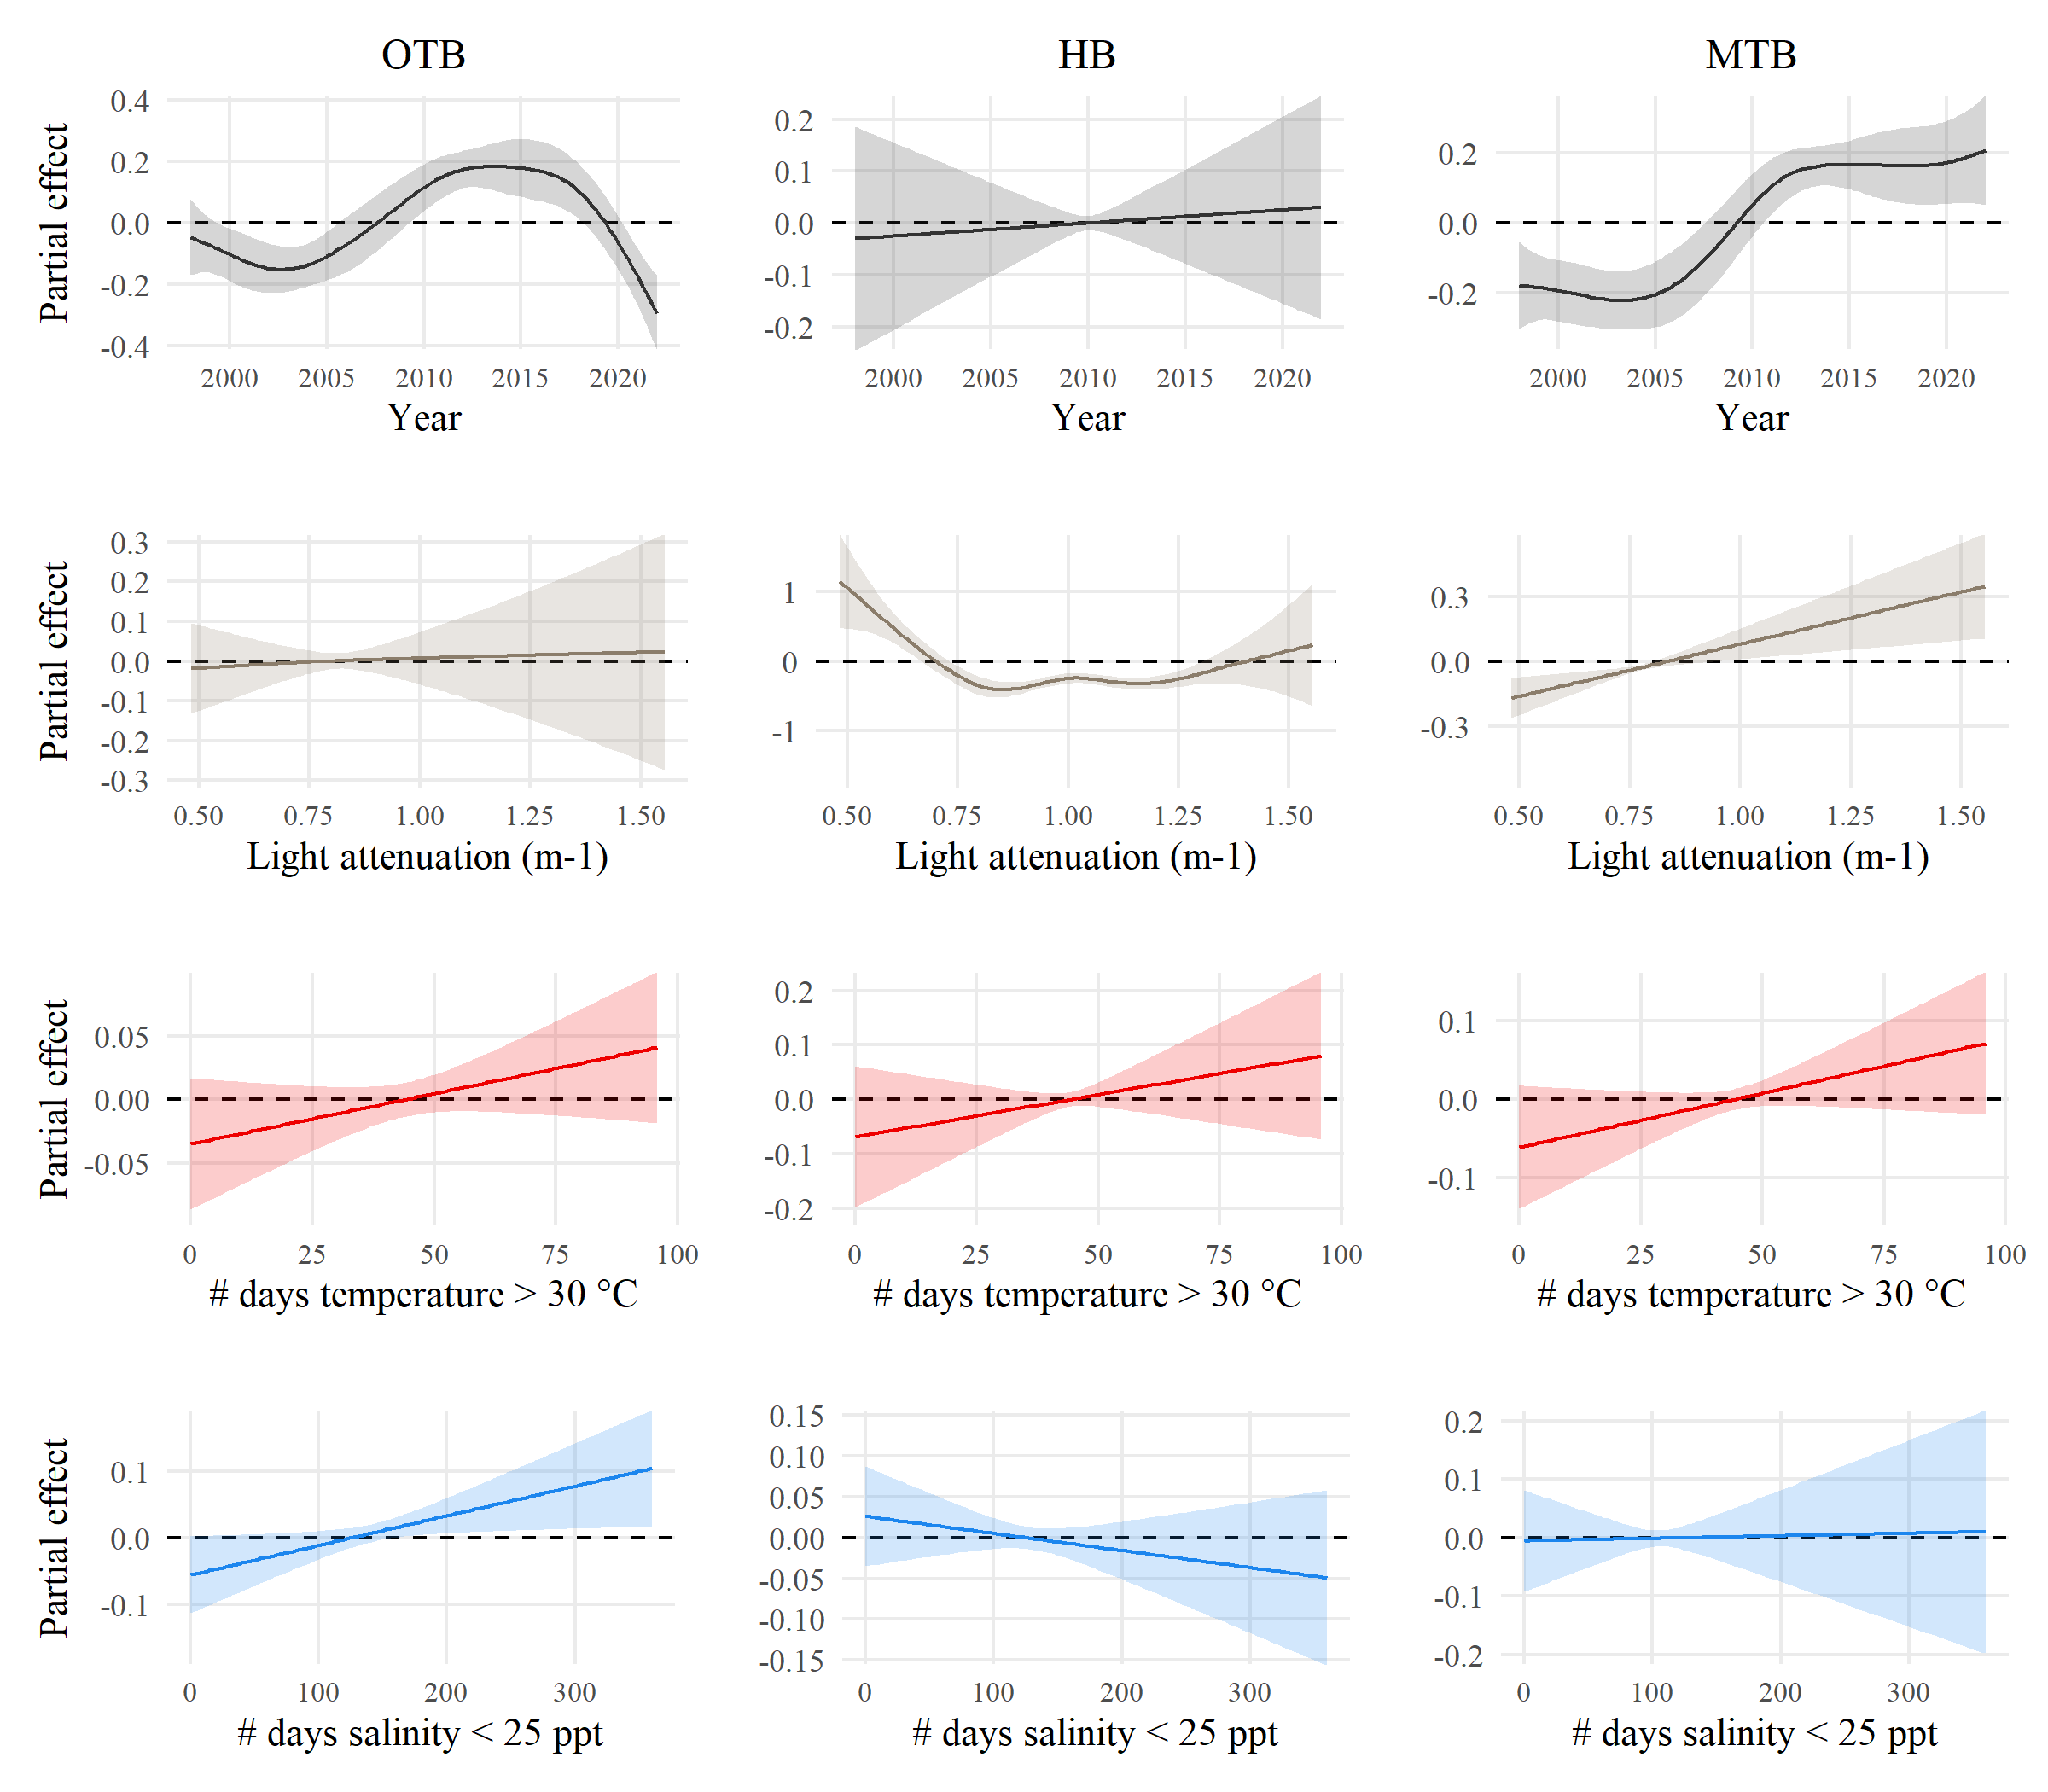 OTB HB MTB
Partial effect
0.4
0.2
0.0
-0.2
-0.4
2000 2005 2010 2015 2020
Year
0.2
0.1
0.0
-0.1
-0.2
2000 2005 2010 2015 2020
Year
0.2
0.0
-0.2
2000 2005 2010 2015 2020
Year
Partial effect
0.3
0.2
0.1
0.0
-0.1
-0.2
-0.3
0.50 0.75 1.00 1.25 1.50
Light attenuation (m-1)
1
0
-1
0.50 0.75 1.00 1.25 1.50
Light attenuation (m-1)
0.3
0.0
-0.3
0.50 0.75 1.00 1.25 1.50
Light attenuation (m-1)
Partial effect
0.05
0.00
-0.05
0 25 50 75 100
# days temperature > 30 °C
0.2
0.1
0.0
-0.1
-0.2
0 25 50 75 100
# days temperature > 30 °C
0.1
0.0
-0.1
0 25 50 75 100
# days temperature > 30 °C
Partial effect
0.1
0.0
-0.1
0 100 200 300
# days salinity < 25 ppt
0.15
0.10
0.05
0.00
-0.05
-0.10
-0.15
0 100 200 300
# days salinity < 25 ppt
0.2
0.1
0.0
-0.1
-0.2
0 100 200 300
# days salinity < 25 ppt